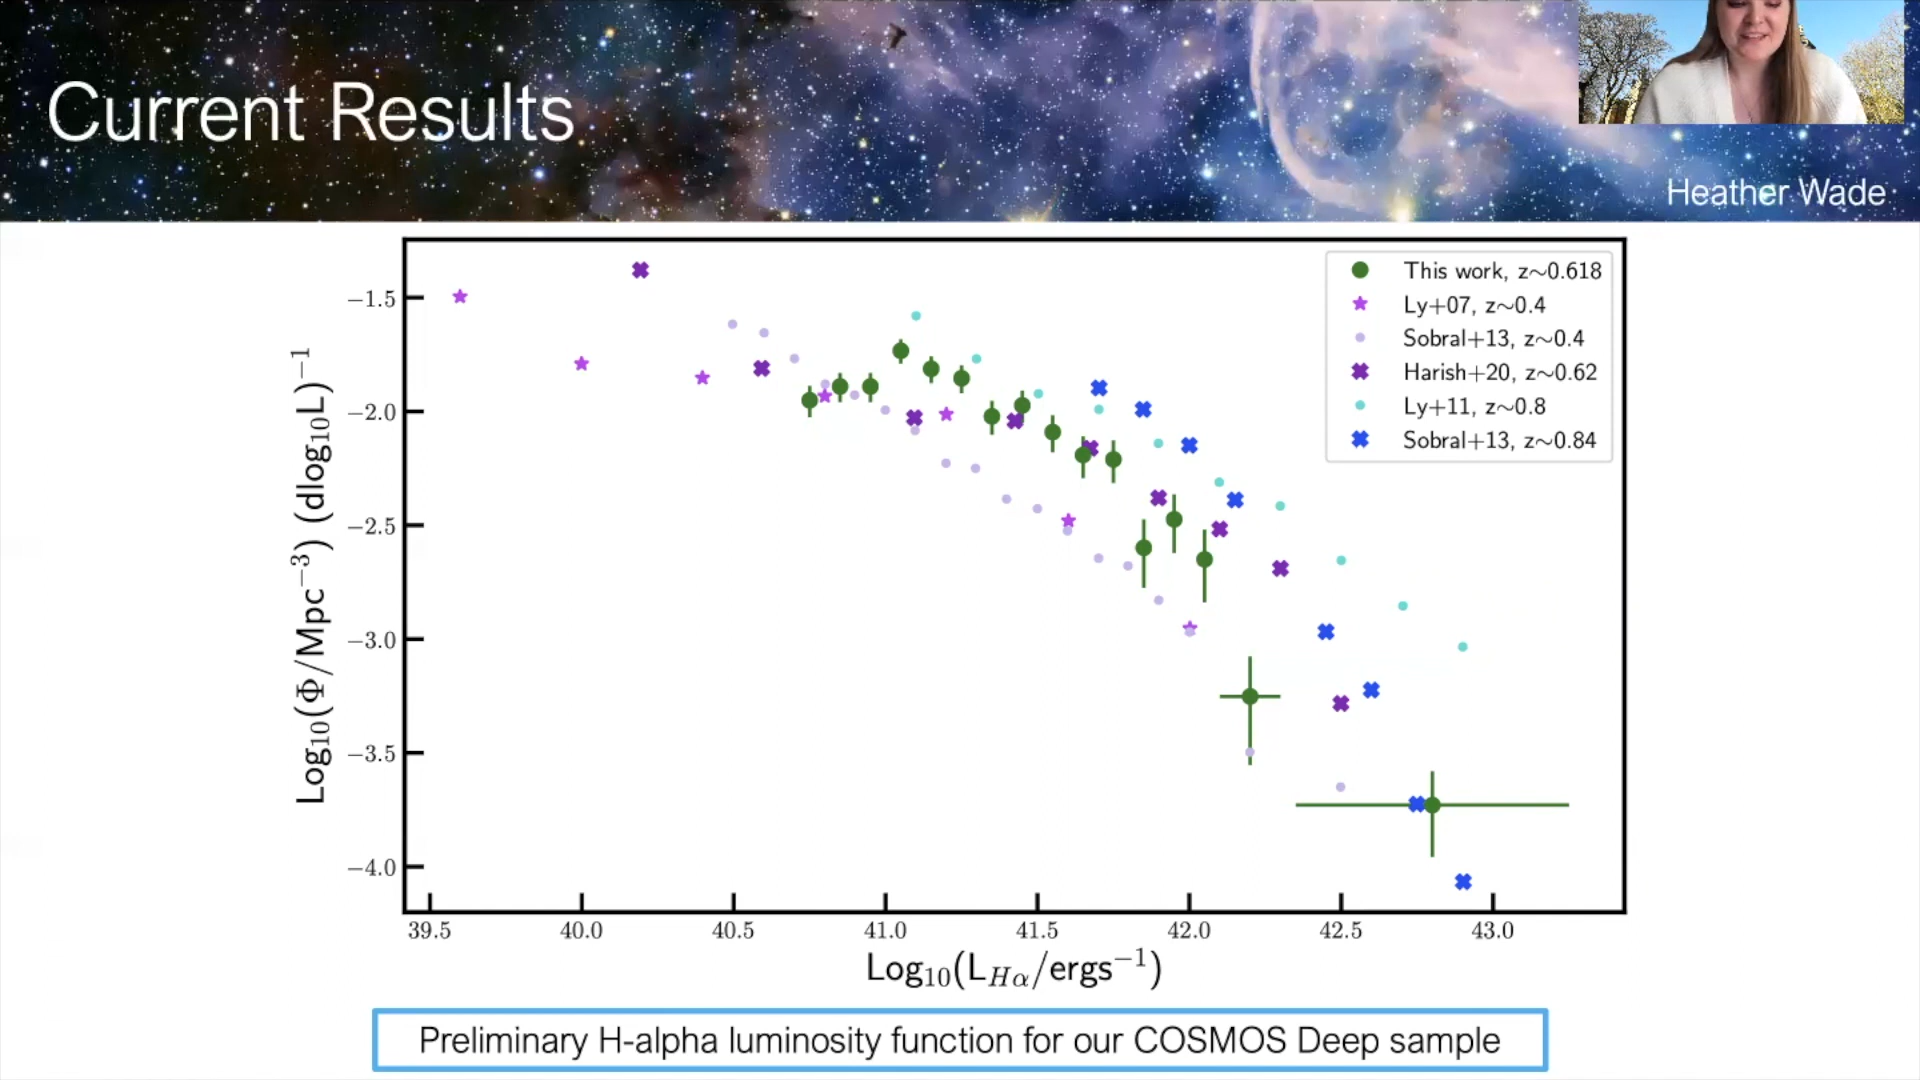 Current Results
Heather Wade
This work, z~0.618
Ly+07, z~0.4
Sobral+13, z~0.4
Harish+20, z~0.62
Ly+11, z~0.8
Sobral+13, z~0.84
Log₁₀(Φ/Mpc⁻³) (dlog₁₀L)⁻¹
−1.5
−2.0
−2.5
−3.0
−3.5
−4.0
39.5 40.0 40.5 41.0 41.5 42.0 42.5 43.0
Log₁₀(L_Hα/ergs⁻¹)
Preliminary H-alpha luminosity function for our COSMOS Deep sample